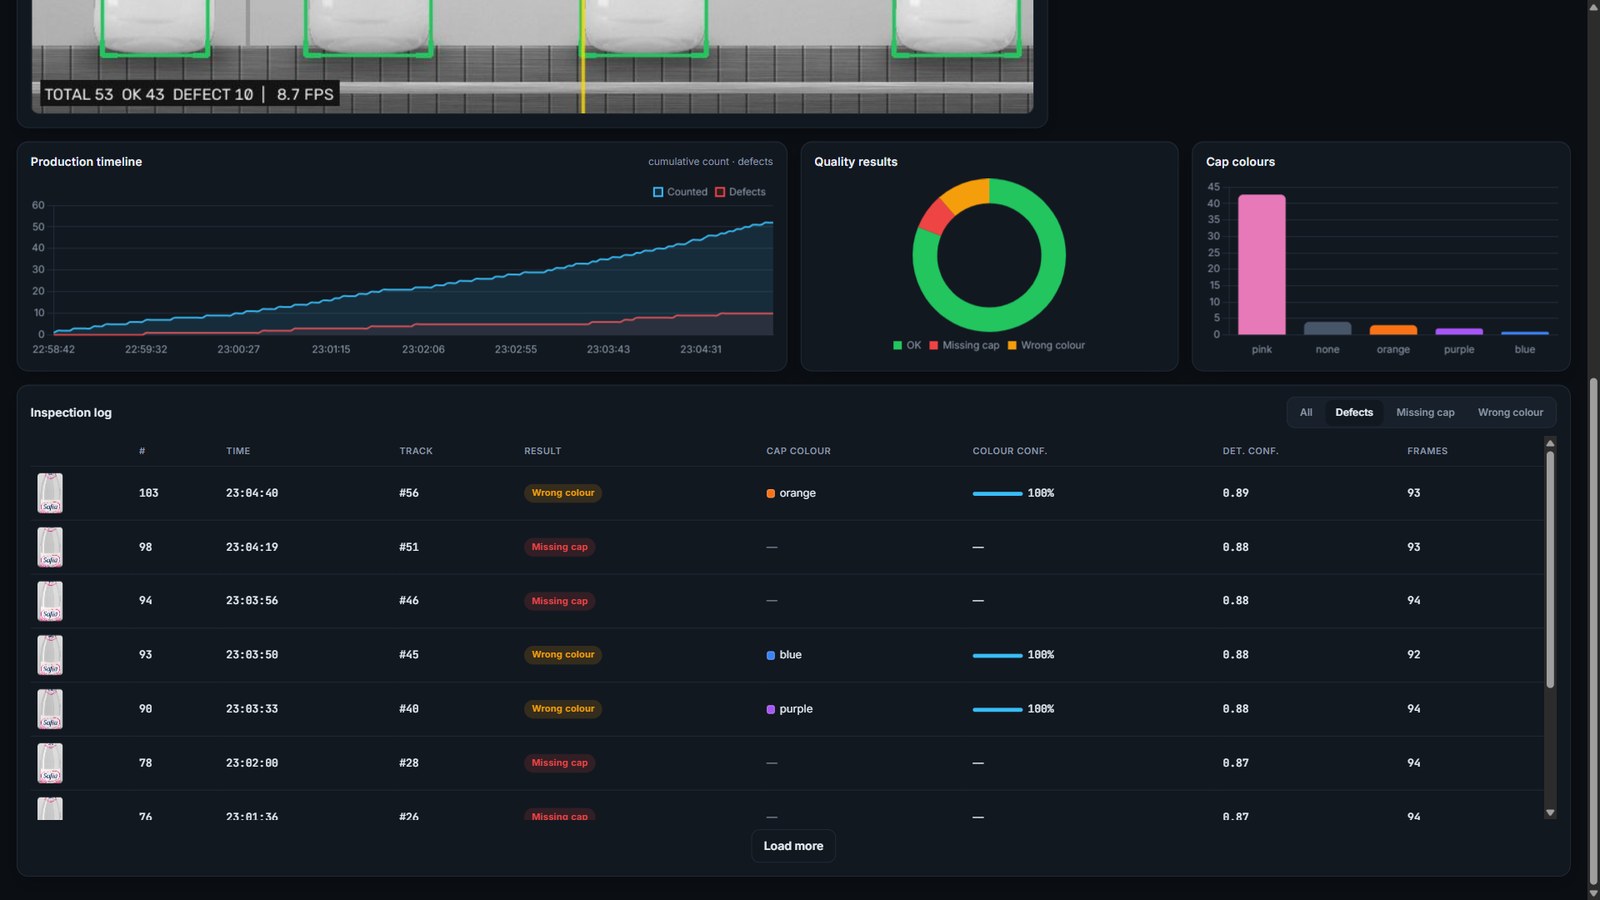 TOTAL 53 OK 43 DEFECT 10 | 8.7 FPS
Production timeline
cumulative count · defects
Counted Defects
60
50
40
30
20
10
0
22:58:42 22:59:32 23:00:27 23:01:15 23:02:06 23:02:55 23:03:43 23:04:31
Quality results
OK Missing cap Wrong colour
Cap colours
45
40
35
30
25
20
15
10
5
0
pink none orange purple blue
Inspection log
All Defects Missing cap Wrong colour
# TIME TRACK RESULT CAP COLOUR COLOUR CONF. DET. CONF. FRAMES
Safia 103 23:04:40 #56 Wrong colour orange 100% 0.89 93
Safia 98 23:04:19 #51 Missing cap — — 0.88 93
Safia 94 23:03:56 #46 Missing cap — — 0.88 94
Safia 93 23:03:50 #45 Wrong colour blue 100% 0.88 92
Safia 90 23:03:33 #40 Wrong colour purple 100% 0.88 94
Safia 78 23:02:00 #28 Missing cap — — 0.87 94
76 23:01:36 #26 Missing cap — — 0.87 94
Load more